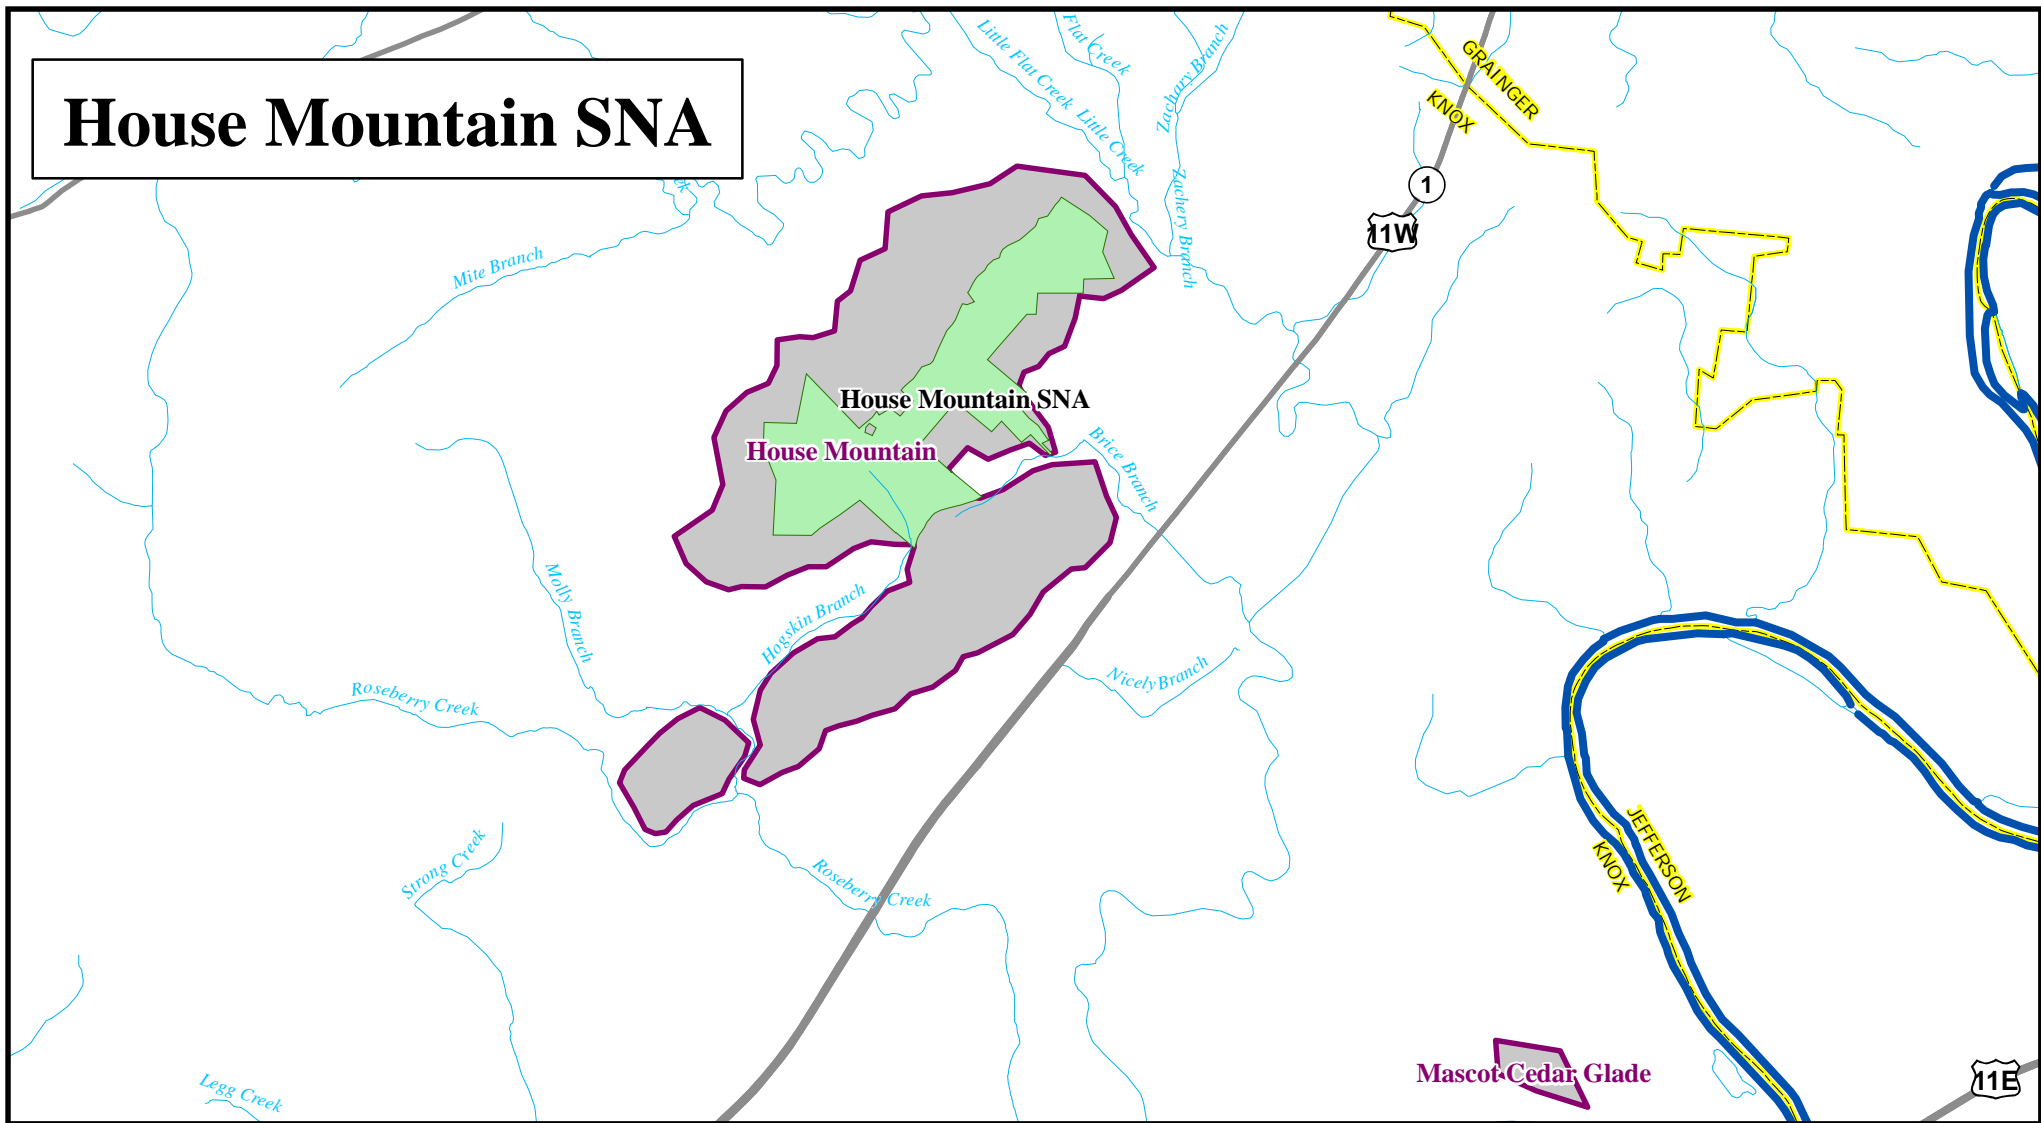 House Mountain SNA
Little Flat Creek
Flat Creek
Little Creek
Zachary Branch
Zachery Branch
GRAINGER
KNOX
1
11W
ek
Mite Branch
House Mountain SNA
House Mountain
Brice Branch
Molly Branch
Hogskin Branch
Nicely Branch
Roseberry Creek
Strong Creek
Roseberry Creek
JEFFERSON
KNOX
Legg Creek
Mascot Cedar Glade
11E